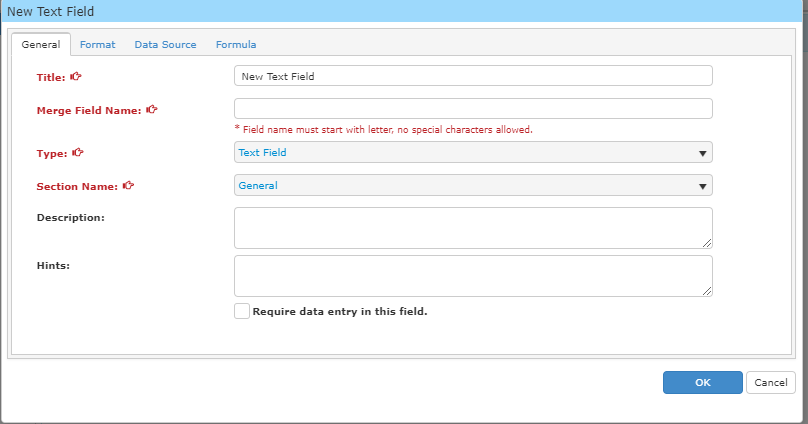 New Text Field
General Format Data Source Formula
Title: New Text Field
Merge Field Name:
* Field name must start with letter, no special characters allowed.
Type: Text Field
Section Name: General
Description:
Hints:
Require data entry in this field.
OK Cancel